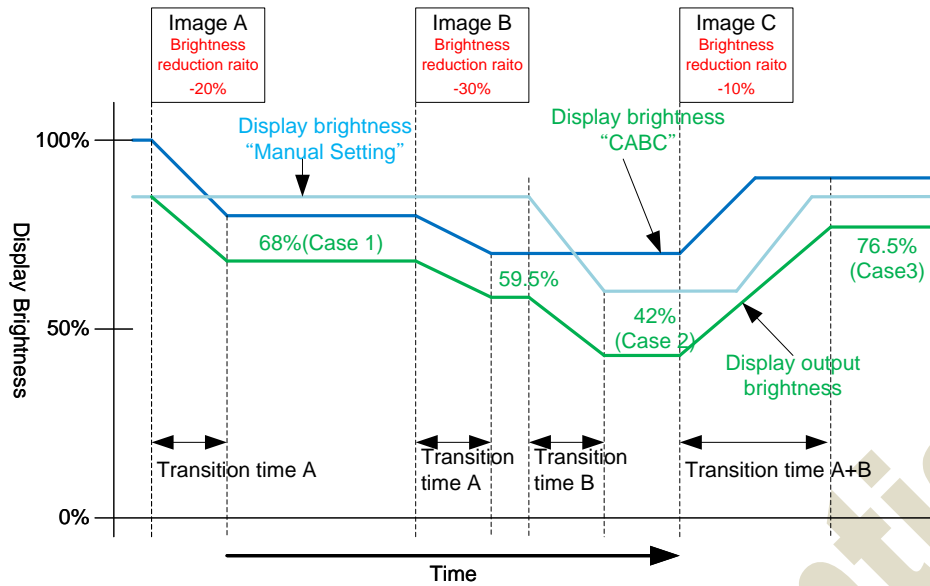 Image A
Brightness
reduction raito
-20%
Image B
Brightness
reduction raito
-30%
Image C
Brightness
reduction raito
-10%
Display brightness
“Manual Setting”
Display brightness
“CABC”
100%
50%
0%
Display Brightness
68%(Case 1)
59.5%
42%
(Case 2)
76.5%
(Case3)
Display output
brightness
Transition time A
Transition
time A
Transition
time B
Transition time A+B
Time